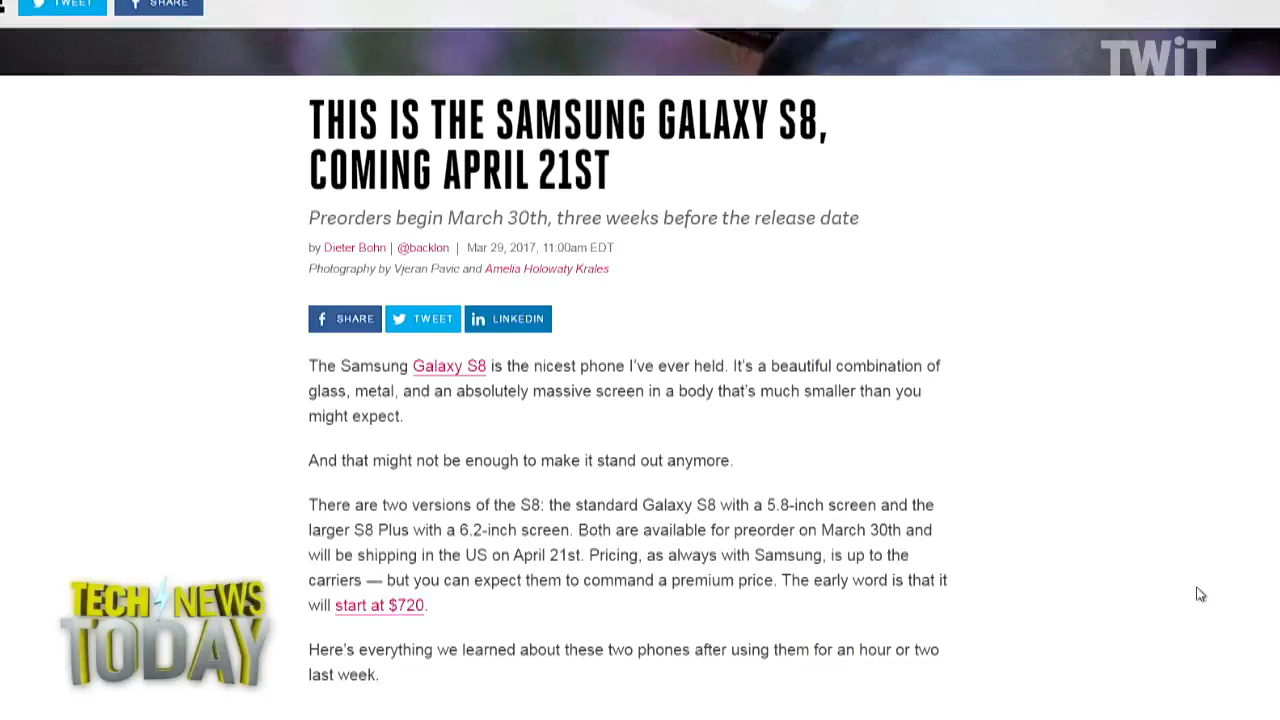 TWEET
SHARE
TWiT
THIS IS THE SAMSUNG GALAXY S8,
COMING APRIL 21ST
Preorders begin March 30th, three weeks before the release date
by Dieter Bohn | @backlon | Mar 29, 2017, 11:00am EDT
Photography by Vjeran Pavic and Amelia Holowaty Krales
SHARE TWEET LINKEDIN
The Samsung Galaxy S8 is the nicest phone I've ever held. It's a beautiful combination of
glass, metal, and an absolutely massive screen in a body that's much smaller than you
might expect.
And that might not be enough to make it stand out anymore.
There are two versions of the S8: the standard Galaxy S8 with a 5.8-inch screen and the
larger S8 Plus with a 6.2-inch screen. Both are available for preorder on March 30th and
will be shipping in the US on April 21st. Pricing, as always with Samsung, is up to the
carriers — but you can expect them to command a premium price. The early word is that it
will start at $720.
Here's everything we learned about these two phones after using them for an hour or two
last week.
TECH NEWS
TODAY